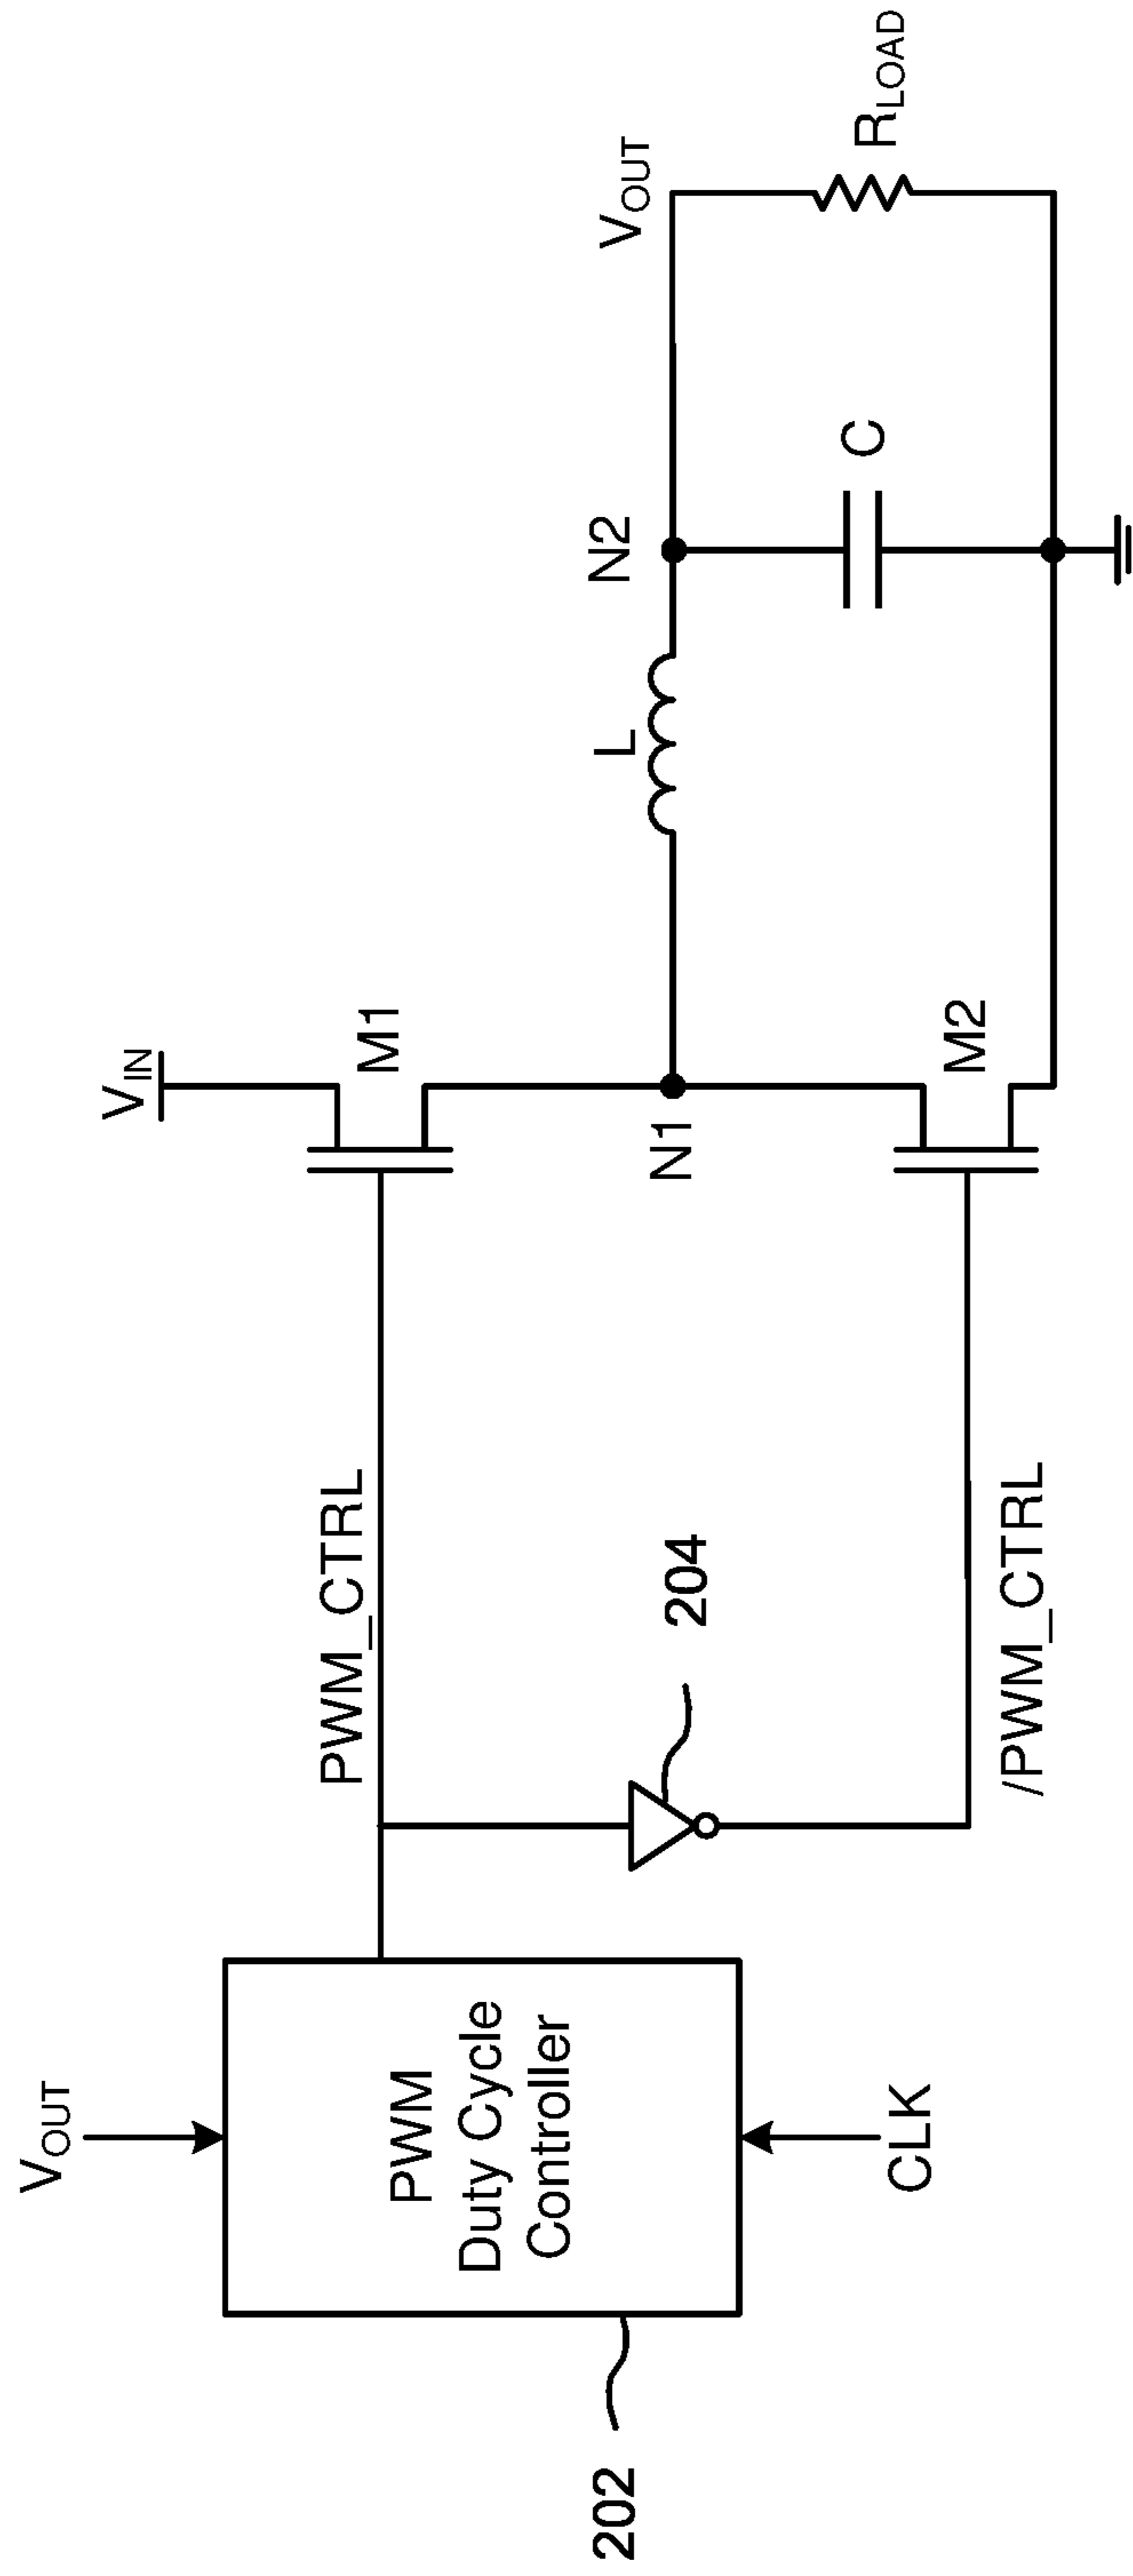 V_OUT
PWM
Duty Cycle
Controller
CLK
202
PWM_CTRL
204
/PWM_CTRL
V_IN
M1
N1
M2
L
N2
C
V_OUT
R_LOAD